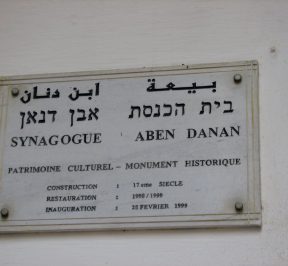 بيعة ابن دنان
בית הכנסת אבן דנאן
SYNAGOGUE ABEN DANAN
PATRIMOINE CULTUREL – MONUMENT HISTORIQUE
CONSTRUCTION : 17 eme SIECLE
RESTAURATION : 1998 / 1999
INAUGURATION : 25 FEVRIER 1999